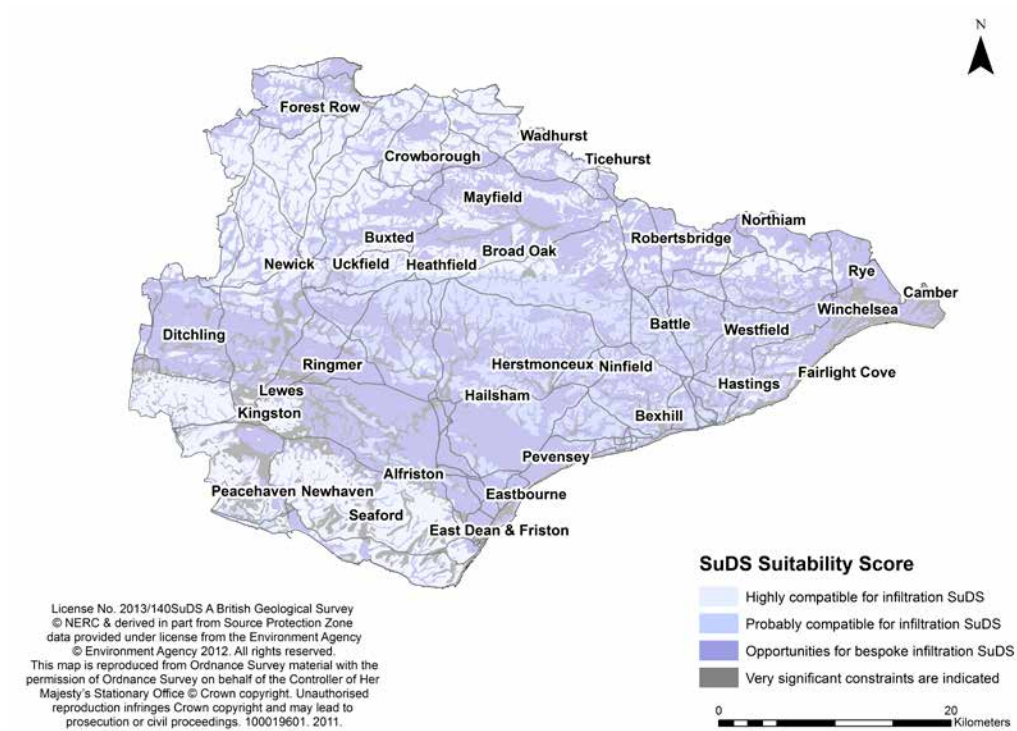 N
Forest Row
Wadhurst
Crowborough
Ticehurst
Mayfield
Northiam
Buxted
Robertsbridge
Broad Oak
Newick
Uckfield
Heathfield
Rye
Camber
Winchelsea
Battle
Westfield
Ditchling
Ringmer
Herstmonceux
Ninfield
Fairlight Cove
Hastings
Lewes
Hailsham
Kingston
Bexhill
Pevensey
Alfriston
Peacehaven
Newhaven
Eastbourne
Seaford
East Dean & Friston
SuDS Suitability Score
Highly compatible for infiltration SuDS
Probably compatible for infiltration SuDS
Opportunities for bespoke infiltration SuDS
Very significant constraints are indicated
0 20
Kilometers
License No. 2013/140SuDS A British Geological Survey
© NERC & derived in part from Source Protection Zone
data provided under license from the Environment Agency
© Environment Agency 2012. All rights reserved.
This map is reproduced from Ordnance Survey material with the
permission of Ordnance Survey on behalf of the Controller of Her
Majesty's Stationary Office © Crown copyright. Unauthorised
reproduction infringes Crown copyright and may lead to
prosecution or civil proceedings. 100019601. 2011.